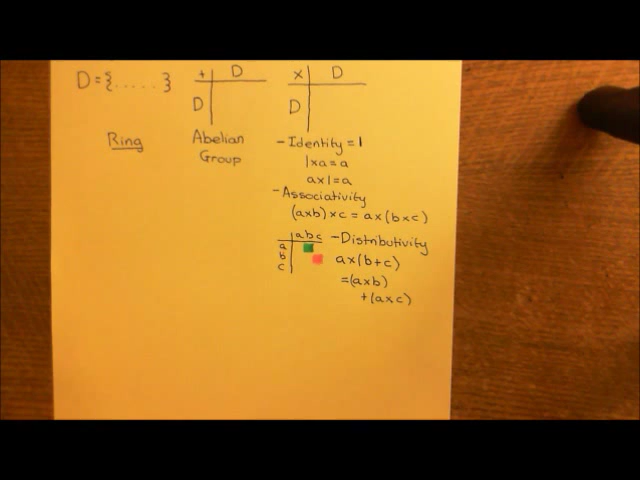 D = {.....}
+ D
D
× D
D
Ring
Abelian
Group
- Identity = 1
1×a = a
a×1 = a
- Associativity
(a×b)×c = a×(b×c)
a b c
a
b
c
- Distributivity
a×(b+c)
=(a×b)
+(a×c)